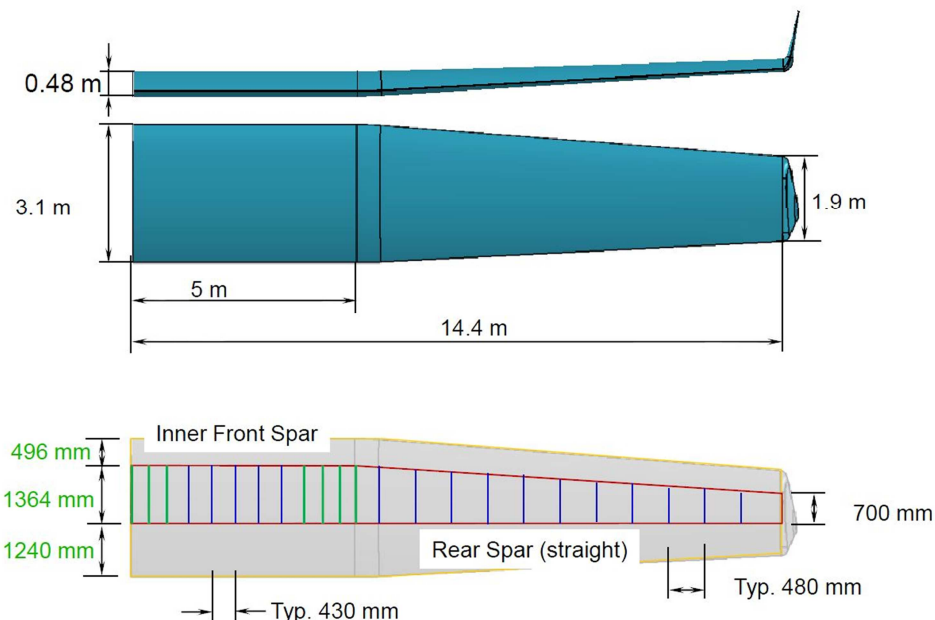 0.48 m
3.1 m
1.9 m
5 m
14.4 m
Inner Front Spar
496 mm
1364 mm
700 mm
1240 mm
Rear Spar (straight)
Typ. 480 mm
Typ. 430 mm